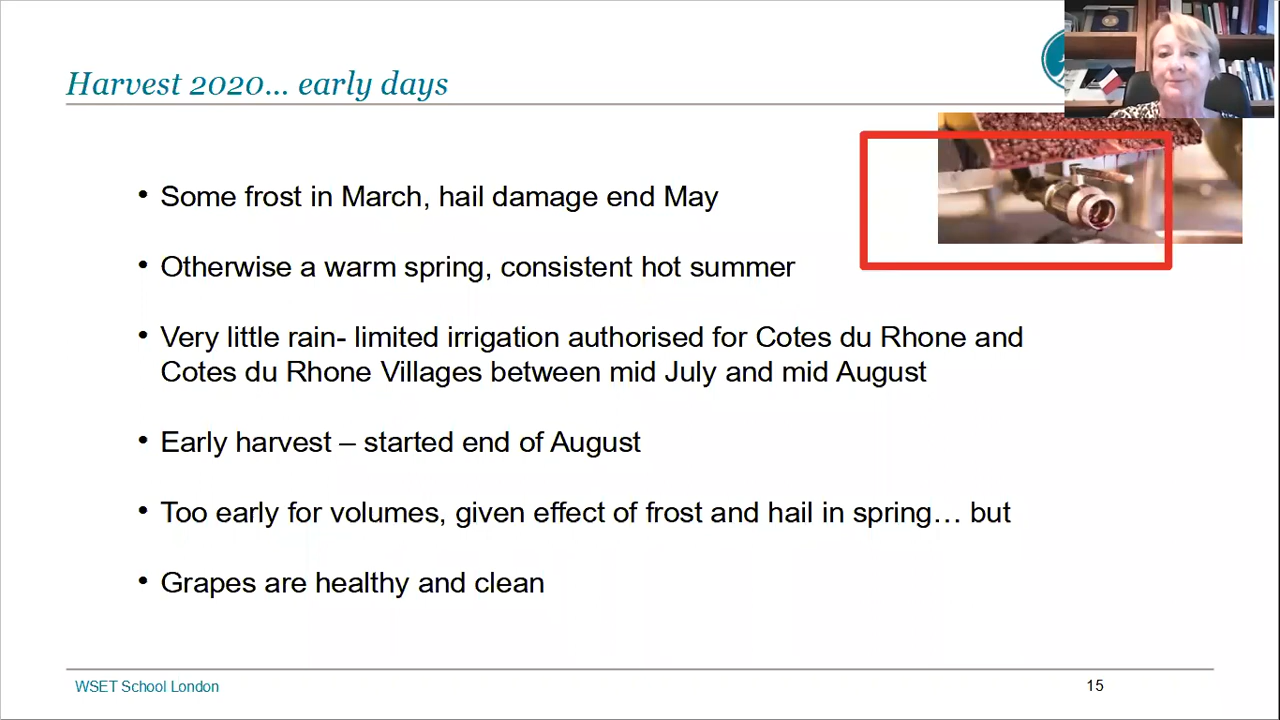 Harvest 2020... early days
• Some frost in March, hail damage end May
• Otherwise a warm spring, consistent hot summer
• Very little rain- limited irrigation authorised for Cotes du Rhone and
Cotes du Rhone Villages between mid July and mid August
• Early harvest – started end of August
• Too early for volumes, given effect of frost and hail in spring… but
• Grapes are healthy and clean
WSET School London
15